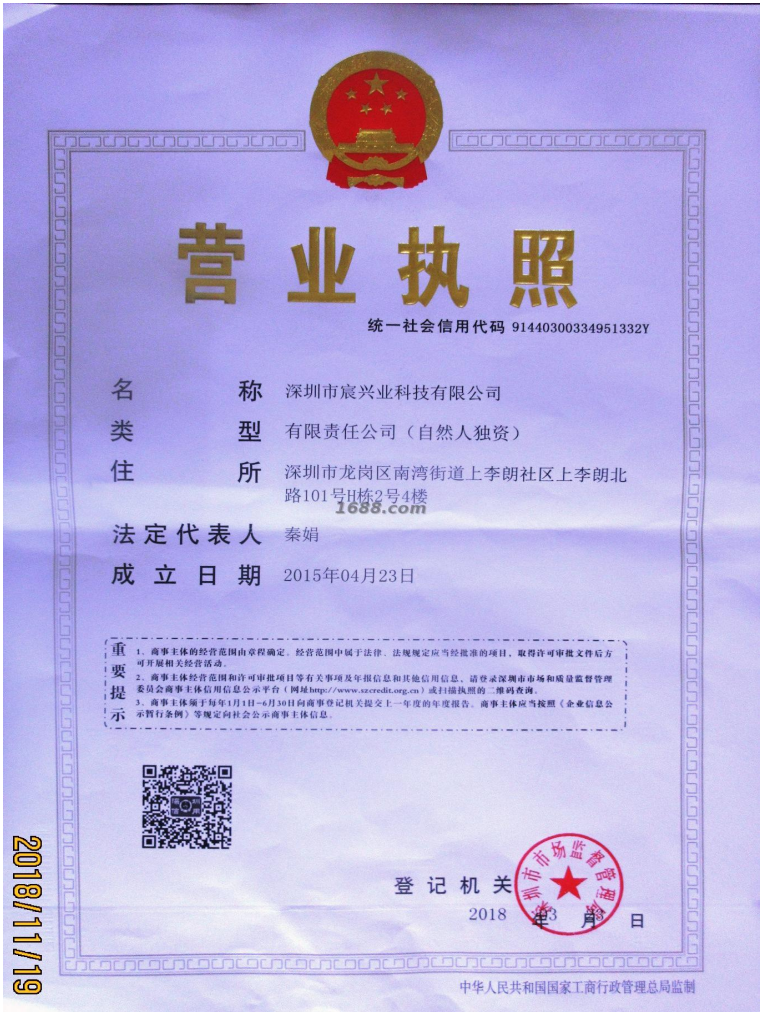 营业执照
统一社会信用代码 91440300334951332Y
名称 深圳市宸兴业科技有限公司
类型 有限责任公司（自然人独资）
住所 深圳市龙岗区南湾街道上李朗社区上李朗北
路101号H栋2号4楼
1688.com
法定代表人 秦娟
成立日期 2015年04月23日
重要提示
1、商事主体的经营范围由章程确定。经营范围中属于法律、法规规定应当经批准的项目，取得许可审批文件后方
可开展相关经营活动。
2、商事主体经营范围和许可审批项目等有关事项及年报信息和其他信用信息，请登录深圳市市场和质量监督管理
委员会商事主体信用信息公示平台（网址http://www.szcredit.org.cn）或扫描执照的二维码查询。
3、商事主体须于每年1月1日-6月30日向商事登记机关提交上一年度的年度报告。商事主体应当按照《企业信息公
示暂行条例》等规定向社会公示商事主体信息。
深圳市市场监督管理局
登记机关
2018 年 03 月 日
2018/11/19
中华人民共和国国家工商行政管理总局监制